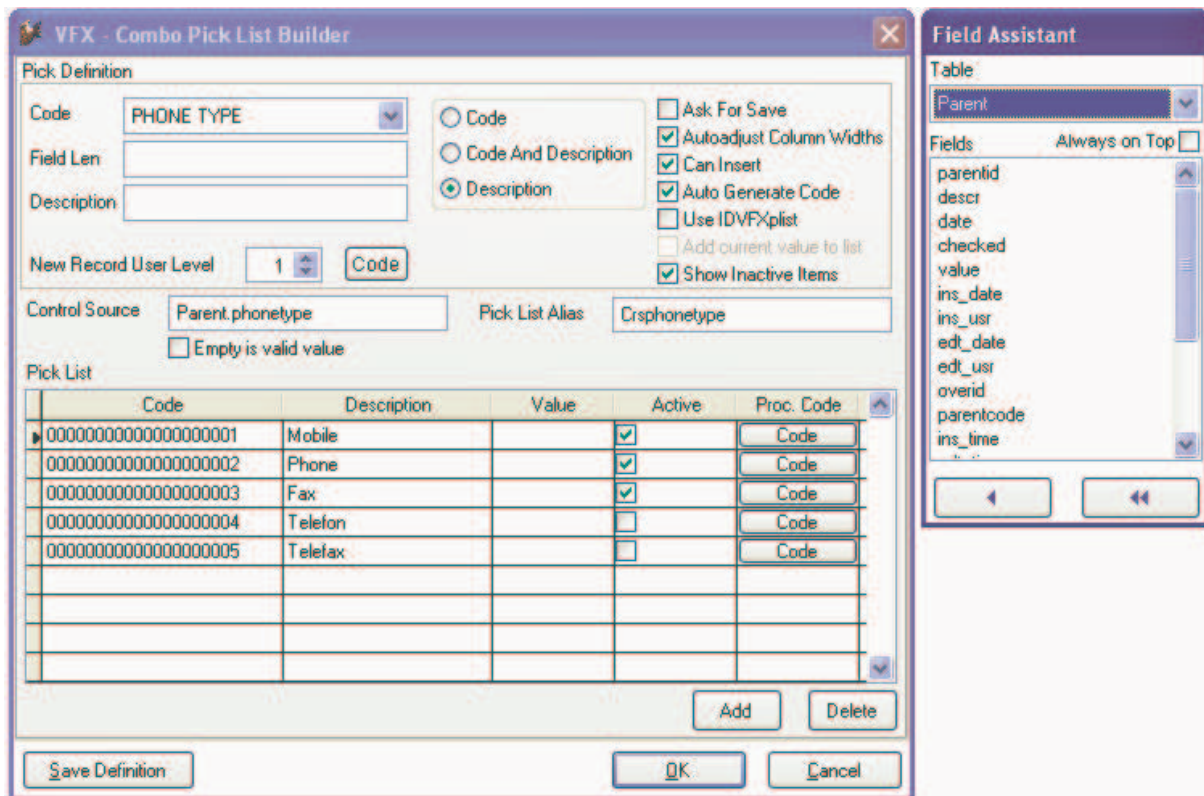 VFX - Combo Pick List Builder
Pick Definition
Code PHONE TYPE
Field Len
Description
New Record User Level 1 Code
Code
Code And Description
Description
Ask For Save
Autoadjust Column Widths
Can Insert
Auto Generate Code
Use IDVFXplist
Add current value to list
Show Inactive Items
Control Source Parent.phonetype Pick List Alias Crsphonetype
Empty is valid value
Pick List
Code Description Value Active Proc. Code
00000000000000000001 Mobile Code
00000000000000000002 Phone Code
00000000000000000003 Fax Code
00000000000000000004 Telefon Code
00000000000000000005 Telefax Code
Add Delete
Save Definition OK Cancel
Field Assistant
Table
Parent
Fields Always on Top
parentid
descr
date
checked
value
ins_date
ins_usr
edt_date
edt_usr
overid
parentcode
ins_time